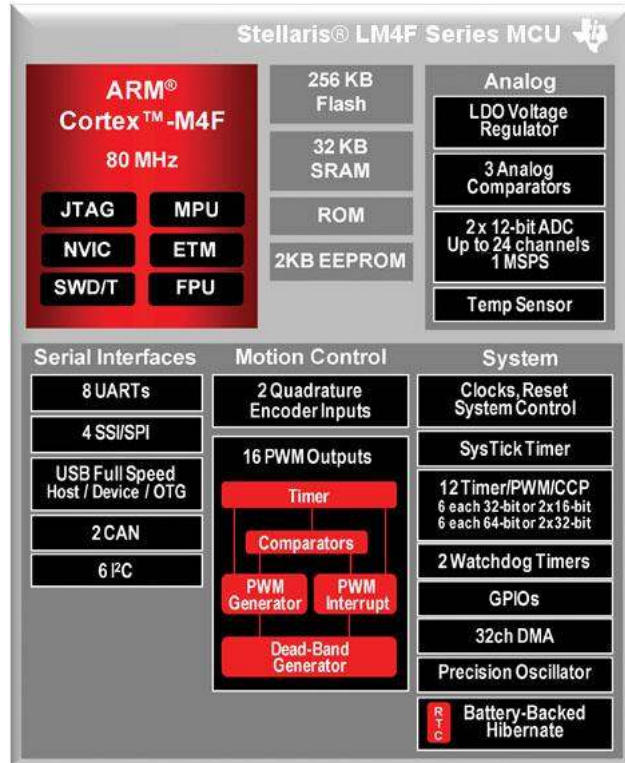 Stellaris® LM4F Series MCU
ARM®
Cortex™-M4F
80 MHz
JTAG
MPU
NVIC
ETM
SWD/T
FPU
256 KB
Flash
32 KB
SRAM
ROM
2KB EEPROM
Analog
LDO Voltage
Regulator
3 Analog
Comparators
2 x 12-bit ADC
Up to 24 channels
1 MSPS
Temp Sensor
Serial Interfaces
8 UARTs
4 SSI/SPI
USB Full Speed
Host / Device / OTG
2 CAN
6 I²C
Motion Control
2 Quadrature
Encoder Inputs
16 PWM Outputs
Timer
Comparators
PWM
Generator
PWM
Interrupt
Dead-Band
Generator
System
Clocks, Reset
System Control
SysTick Timer
12 Timer/PWM/CCP
6 each 32-bit or 2x16-bit
6 each 64-bit or 2x32-bit
2 Watchdog Timers
GPIOs
32ch DMA
Precision Oscillator
RTC
Battery-Backed
Hibernate